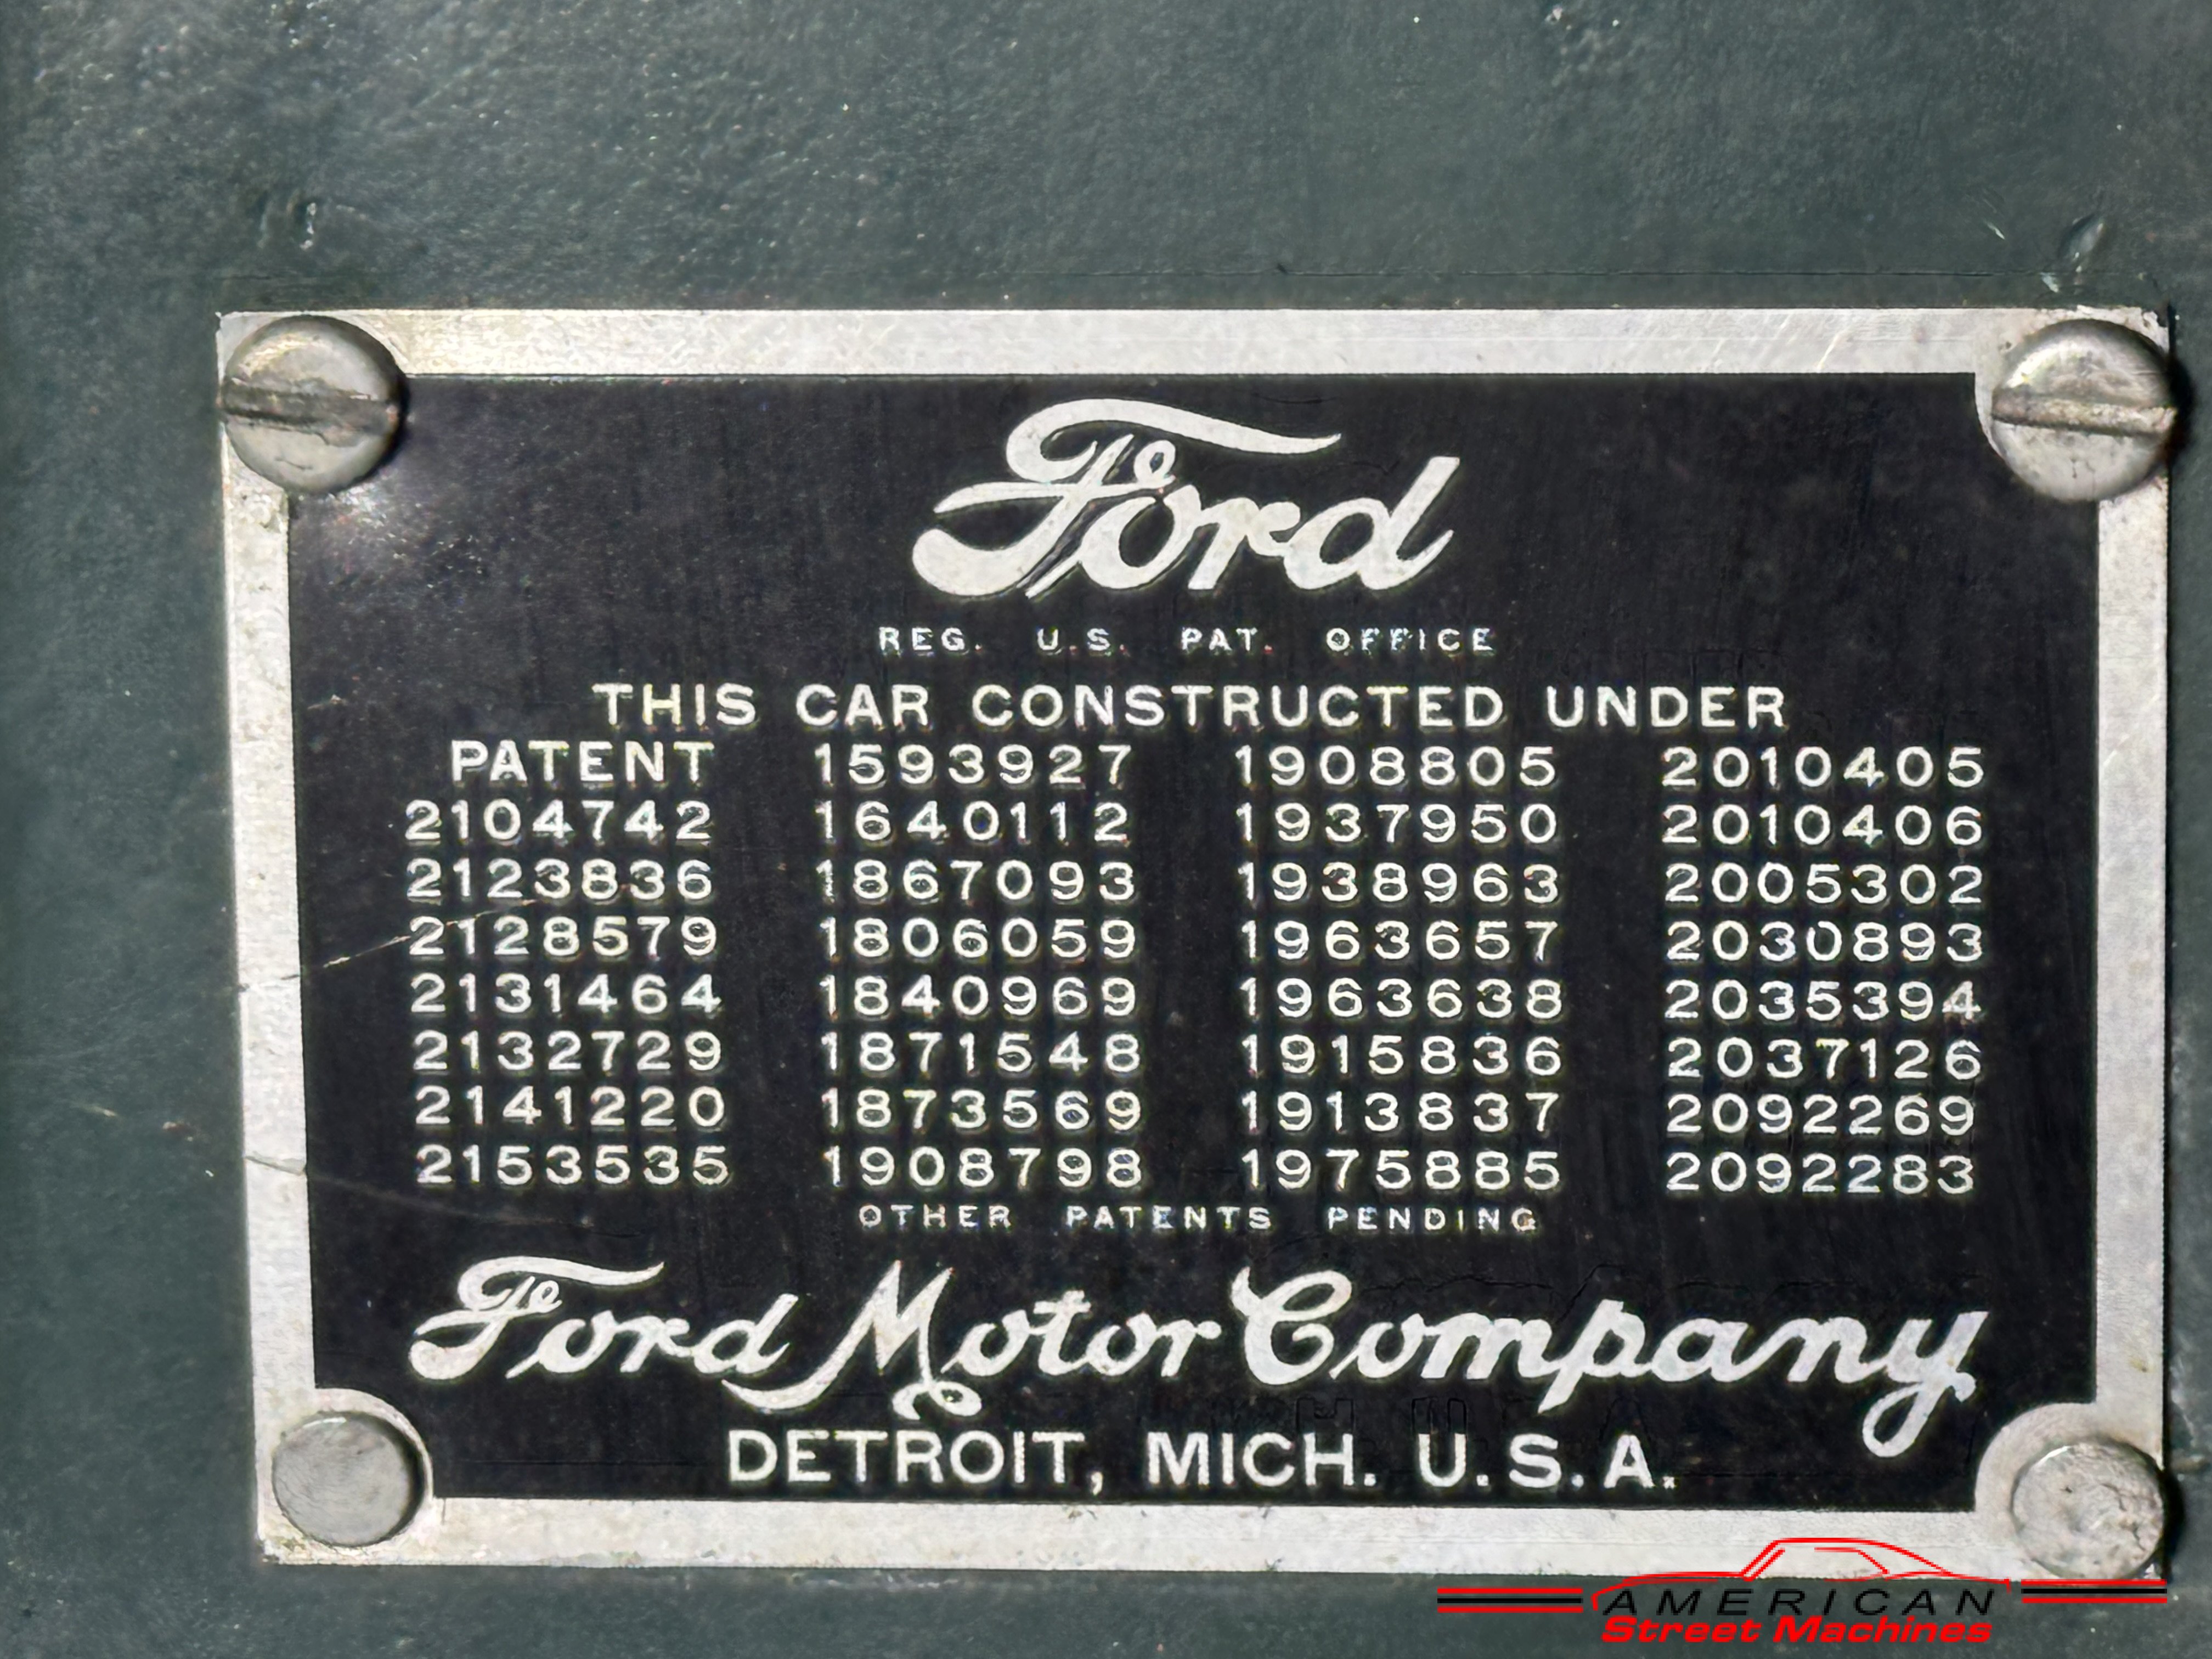 Ford
REG. U.S. PAT. OFFICE
THIS CAR CONSTRUCTED UNDER
PATENT 1593927 1908805 2010405
2104742 1640112 1937950 2010406
2123836 1867093 1938963 2005302
2128579 1806059 1963657 2030893
2131464 1840969 1963638 2035394
2132729 1871548 1915836 2037126
2141220 1873569 1913837 2092269
2153535 1908798 1975885 2092283
OTHER PATENTS PENDING
Ford Motor Company
DETROIT, MICH. U.S.A.
AMERICAN
Street Machines